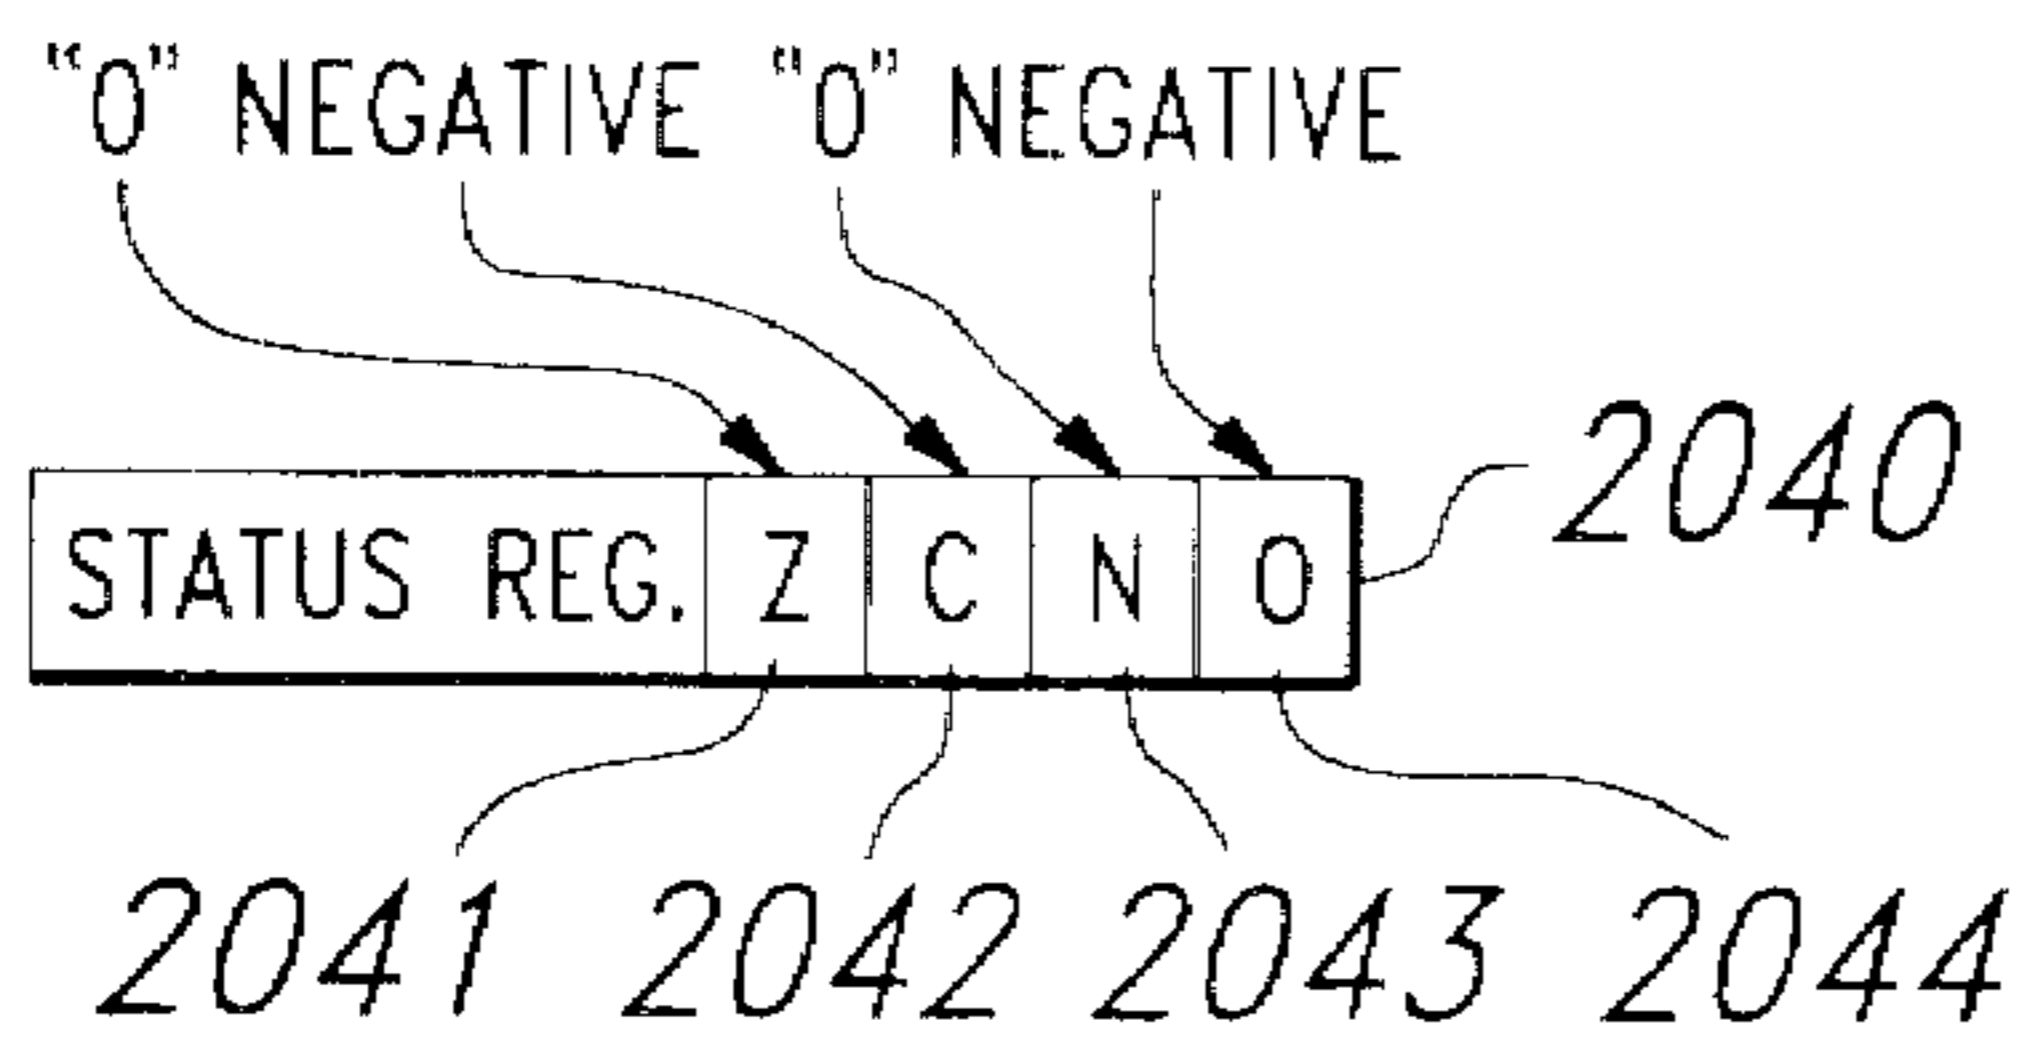 "0" NEGATIVE "0" NEGATIVE
2040
STATUS REG. Z C N O
2041 2042 2043 2044